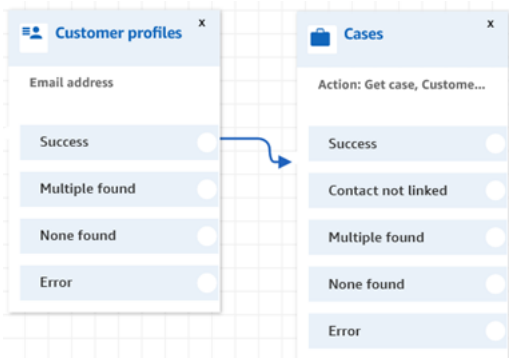 Customer profiles
x
Email address
Success
Multiple found
None found
Error
Cases
x
Action: Get case, Custome...
Success
Contact not linked
Multiple found
None found
Error